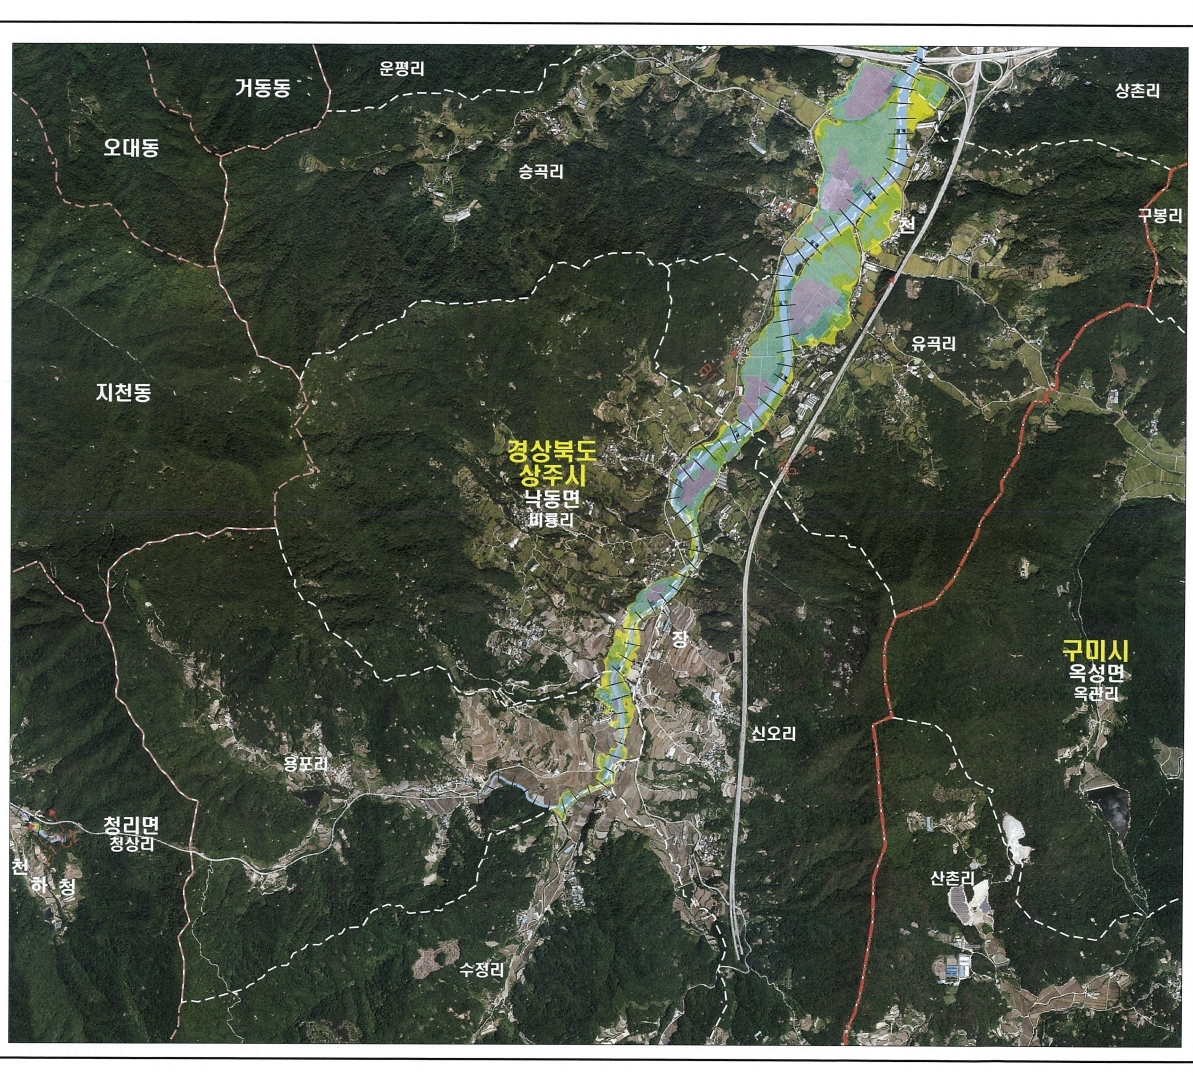 운평리
거동동
상촌리
오대동
승곡리
구봉리
천
유곡리
지천동
경상북도
상주시
낙동면
비룡리
장
구미시
옥성면
옥관리
신오리
용포리
청리면
청상리
천
하
청
산촌리
수정리